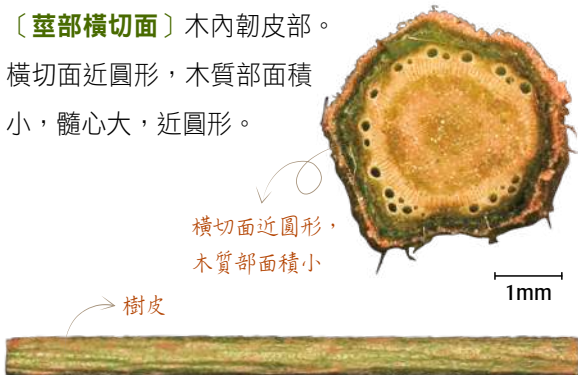 〔莖部橫切面〕木內韌皮部。
橫切面近圓形，木質部面積
小，髓心大，近圓形。
橫切面近圓形，
木質部面積小
1mm
樹皮